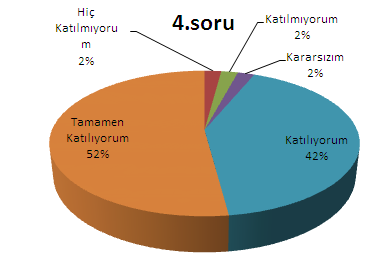 4.soru
Hiç
Katılmıyoru
m
2%
Katılmıyorum
2%
Kararsızım
2%
Katılıyorum
42%
Tamamen
Katılıyorum
52%